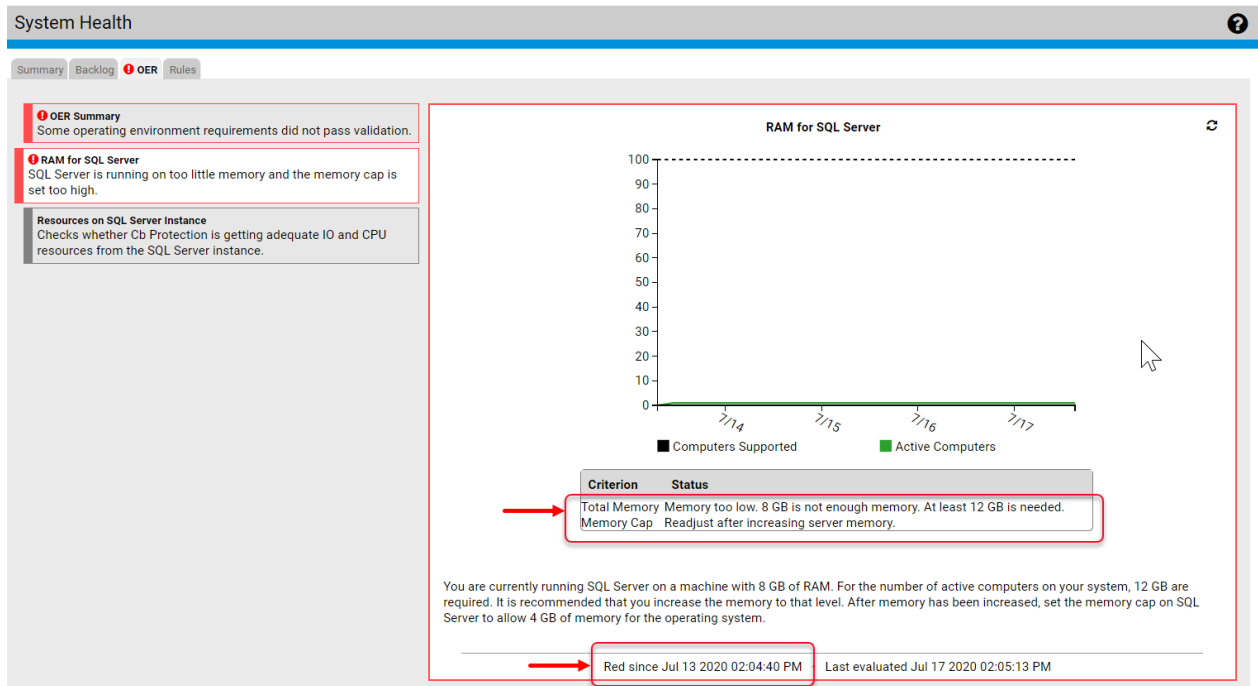 System Health
?
Summary
Backlog
! OER
Rules
! OER Summary
Some operating environment requirements did not pass validation.
! RAM for SQL Server
SQL Server is running on too little memory and the memory cap is
set too high.
Resources on SQL Server Instance
Checks whether Cb Protection is getting adequate IO and CPU
resources from the SQL Server instance.
RAM for SQL Server
100
90
80
70
60
50
40
30
20
10
0
7/14
7/15
7/16
7/17
Computers Supported
Active Computers
Criterion Status
Total Memory Memory too low. 8 GB is not enough memory. At least 12 GB is needed.
Memory Cap Readjust after increasing server memory.
You are currently running SQL Server on a machine with 8 GB of RAM. For the number of active computers on your system, 12 GB are
required. It is recommended that you increase the memory to that level. After memory has been increased, set the memory cap on SQL
Server to allow 4 GB of memory for the operating system.
Red since Jul 13 2020 02:04:40 PM - Last evaluated Jul 17 2020 02:05:13 PM